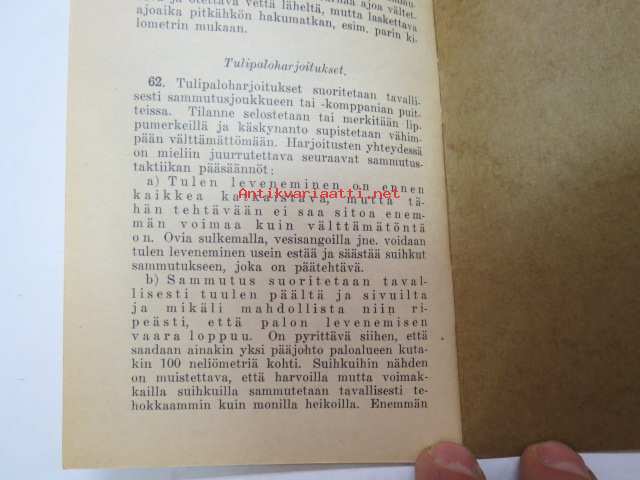 ja otettava vettä läheltä, mutta laskettava
ajoaika pitkähkön hakumatkan, esim. parin ki-
lometrin mukaan.
Tulipaloharjoitukset.
62. Tulipaloharjoitukset suoritetaan tavalli-
sesti sammutusjoukkueen tai -komppanian puit-
teissa. Tilanne selostetaan tai merkitään lip-
pumerkeillä ja käskynanto supistetaan vähim-
pään välttämättömään. Harjoitusten yhteydessä
on mieliin juurrutettava seuraavat sammutus-
taktiikan pääsäännöt:
a) Tulen leveneminen on ennen
kaikkea katkaistava, mutta tä-
Antikvariaatti.net
hän tehtävään ei saa sitoa enem-
män voimaa kuin välttämätöntä
on. Ovia sulkemalla, vesisangoilla jne. voidaan
tulen leveneminen usein estää ja säästää suihkut
sammutukseen, joka on päätehtävä.
b) Sammutus suoritetaan taval-
lisesti tuulen päältä ja sivuilta
ja mikäli mahdollista niin ri-
peästi, että palon levenemisen
vaara loppuu. On pyrittävä siihen, että
saadaan ainakin yksi pääjohto paloalueen kuta-
kin 100 neliömetriä kohti. Suihkuihin nähden
on muistettava, että harvoilla mutta voimak-
kailla suihkuilla sammutetaan tavallisesti te-
hokkaammin kuin monilla heikoilla. Enemmän